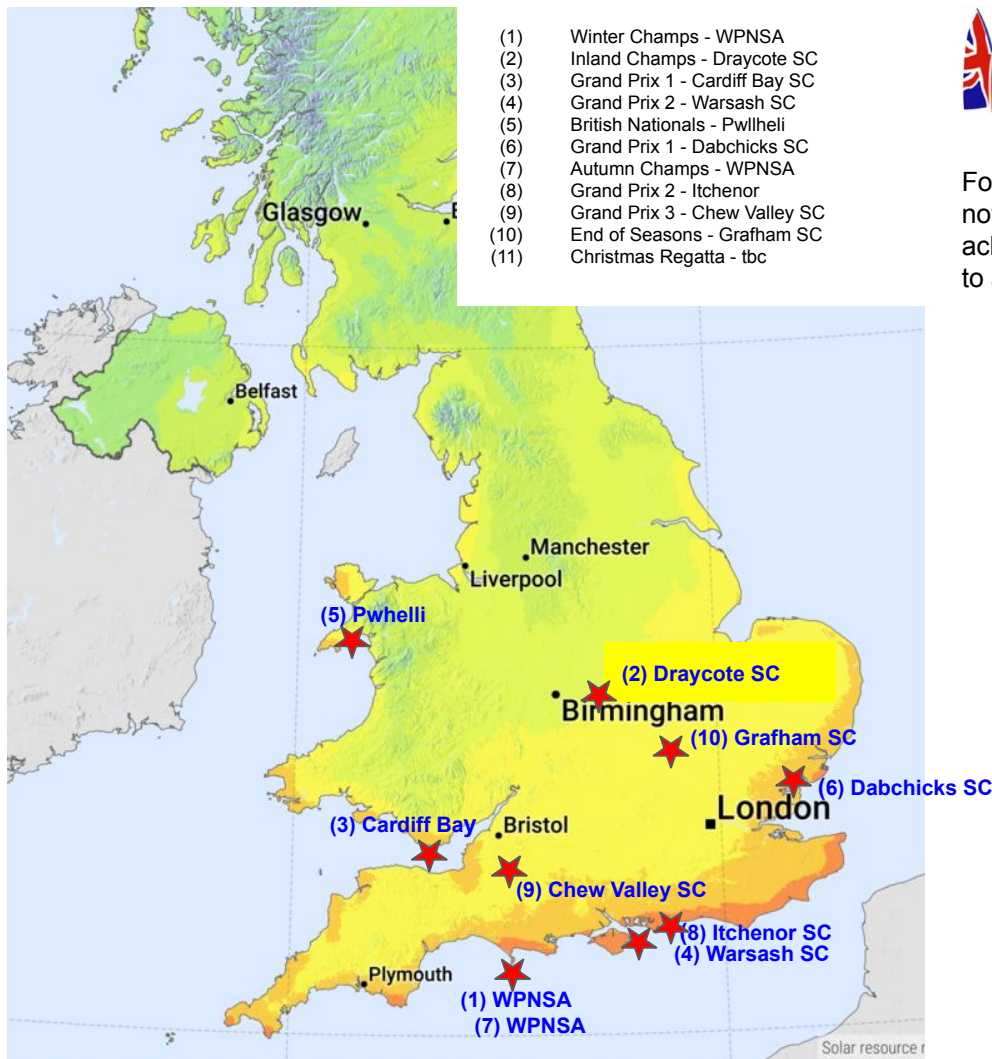 (1) Winter Champs - WPNSA
(2) Inland Champs - Draycote SC
(3) Grand Prix 1 - Cardiff Bay SC
(4) Grand Prix 2 - Warsash SC
(5) British Nationals - Pwllheli
(6) Grand Prix 1 - Dabchicks SC
(7) Autumn Champs - WPNSA
(8) Grand Prix 2 - Itchenor
(9) Grand Prix 3 - Chew Valley SC
(10) End of Seasons - Grafham SC
(11) Christmas Regatta - tbc
Glasgow
Belfast
Manchester
Liverpool
(5) Pwhelli
(2) Draycote SC
Birmingham
(10) Grafham SC
(6) Dabchicks SC
London
(3) Cardiff Bay
Bristol
(9) Chew Valley SC
(8) Itchenor SC
(4) Warsash SC
Plymouth
(1) WPNSA
(7) WPNSA
Solar resource